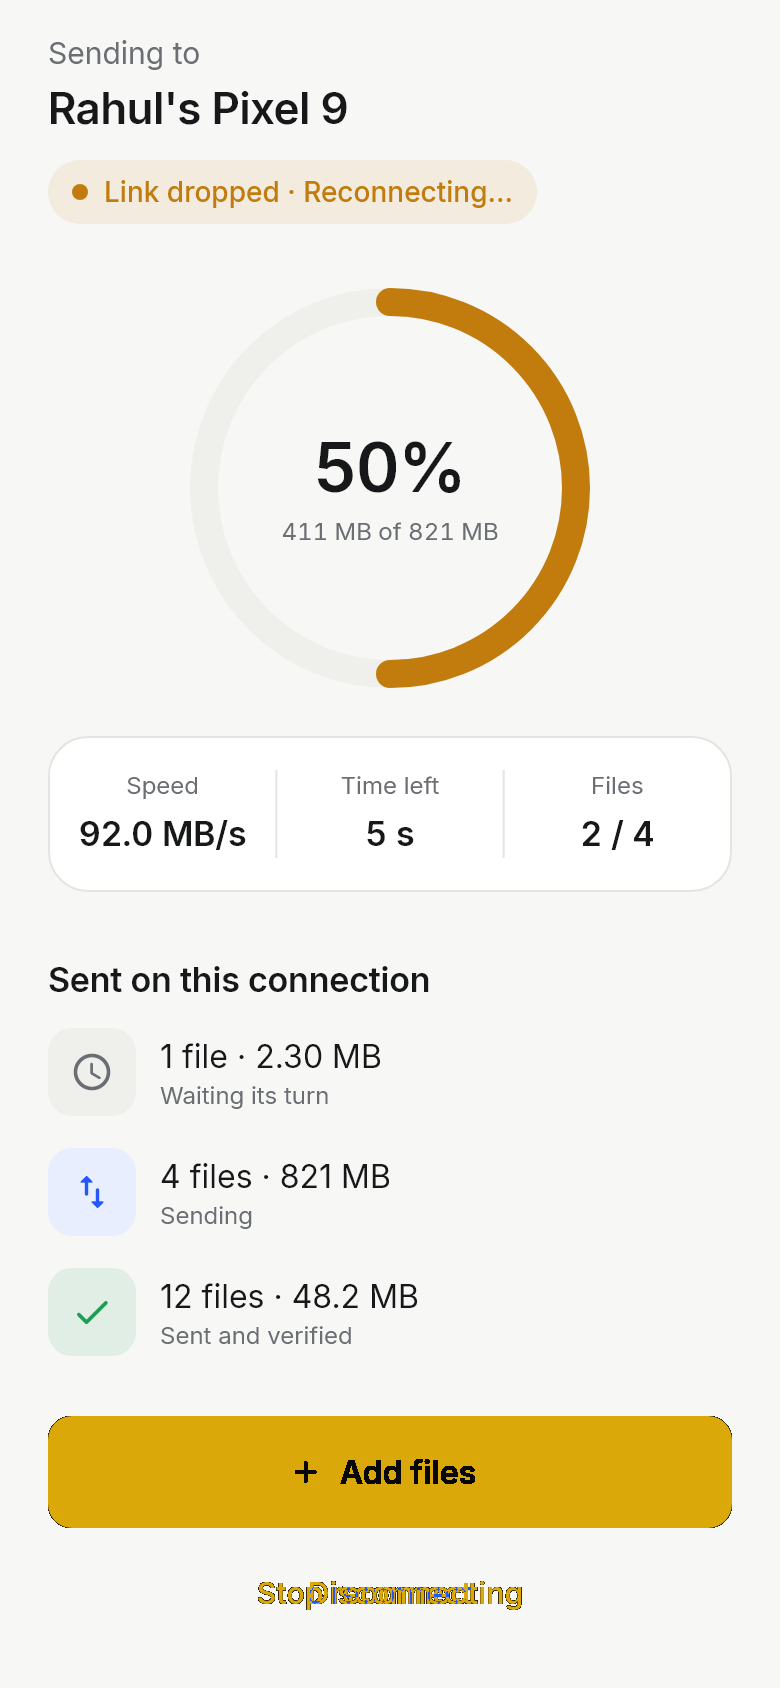 Sending to
Rahul's Pixel 9
Link dropped · Reconnecting...
50%
411 MB of 821 MB
Speed
Time left
Files
92.0 MB/s
5 s
2 / 4
Sent on this connection
1 file · 2.30 MB
Waiting its turn
4 files · 821 MB
Sending
12 files · 48.2 MB
Sent and verified
+ Add files